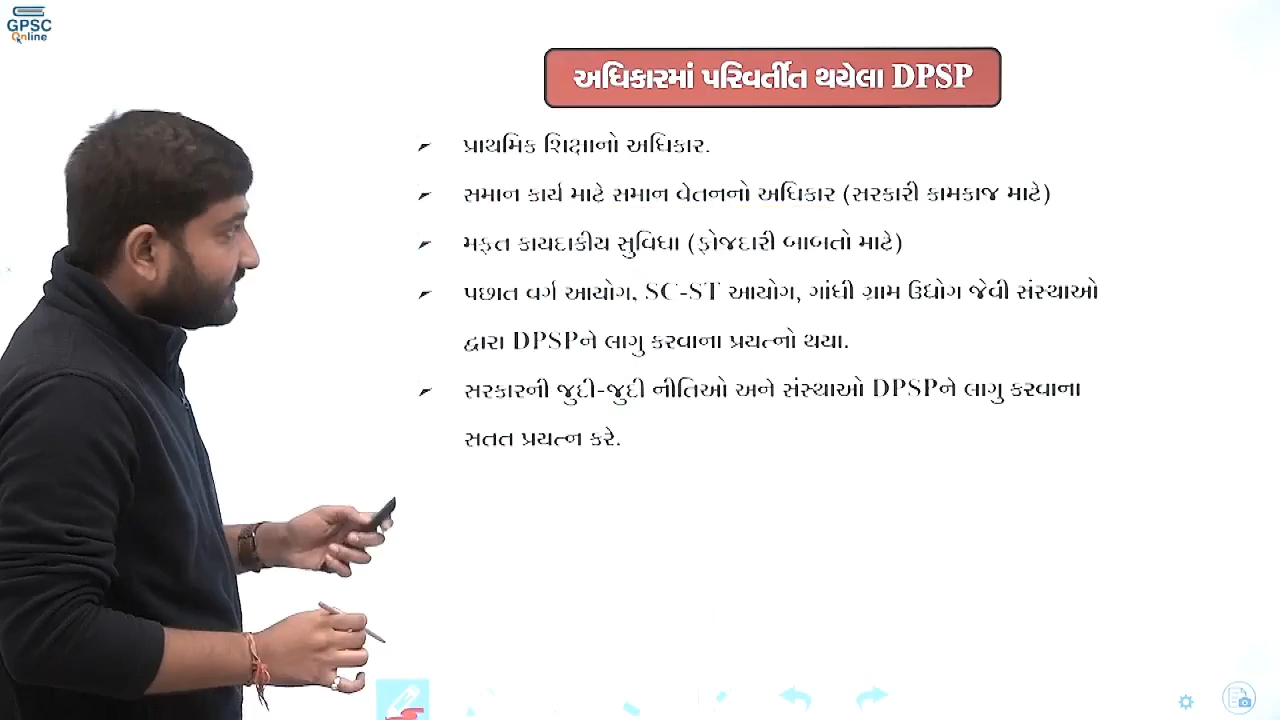 GPSC
Online
અધિકારમાં પરિવર્તીત થયેલા DPSP
➢ પ્રાથમિક શિક્ષાનો અધિકાર.
➢ સમાન કાર્ય માટે સમાન વેતનનો અધિકાર (સરકારી કામકાજ માટે)
➢ મફત કાયદાકીય સુવિધા (ફોજદારી બાબતો માટે)
➢ પછાત વર્ગ આયોગ, SC-ST આયોગ, ગાંધી ગ્રામ ઉદ્યોગ જેવી સંસ્થાઓ
દ્વારા DPSPને લાગુ કરવાના પ્રયત્નો થયા.
➢ સરકારની જુદી-જુદી નીતિઓ અને સંસ્થાઓ DPSPને લાગુ કરવાના
સતત પ્રયત્ન કરે.